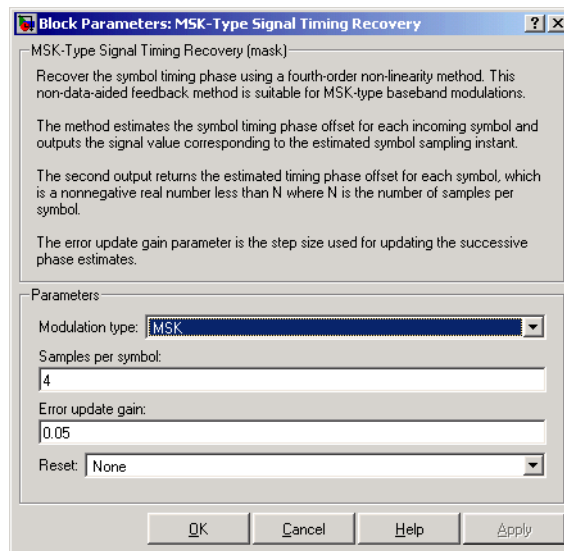 Block Parameters: MSK-Type Signal Timing Recovery
MSK-Type Signal Timing Recovery (mask)
Recover the symbol timing phase using a fourth-order non-linearity method. This
non-data-aided feedback method is suitable for MSK-type baseband modulations.
The method estimates the symbol timing phase offset for each incoming symbol and
outputs the signal value corresponding to the estimated symbol sampling instant.
The second output returns the estimated timing phase offset for each symbol, which
is a nonnegative real number less than N where N is the number of samples per
symbol.
The error update gain parameter is the step size used for updating the successive
phase estimates.
Parameters
Modulation type: MSK
Samples per symbol:
4
Error update gain:
0.05
Reset: None
OK Cancel Help Apply